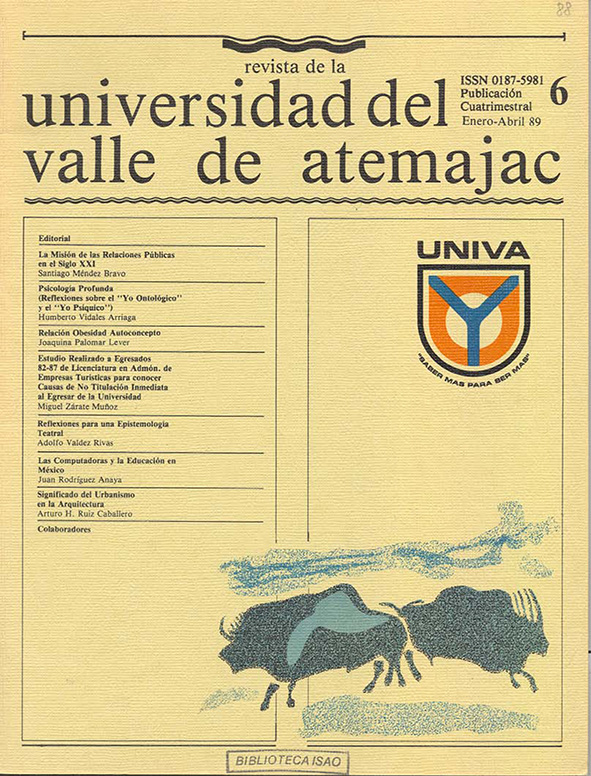 88
revista de la
universidad del
valle de atemajac
ISSN 0187-5981
Publicación
Cuatrimestral
Enero-Abril 89
6
Editorial
La Misión de las Relaciones Públicas
en el Siglo XXI
Santiago Méndez Bravo
Psicología Profunda
(Reflexiones sobre el "Yo Ontológico"
y el "Yo Psíquico")
Humberto Vidales Arriaga
Relación Obesidad Autoconcepto
Joaquina Palomar Lever
Estudio Realizado a Egresados
82-87 de Licenciatura en Admón. de
Empresas Turísticas para conocer
Causas de No Titulación Inmediata
al Egresar de la Universidad
Miguel Zárate Muñoz
Reflexiones para una Epistemología
Teatral
Adolfo Valdez Rivas
Las Computadoras y la Educación en
México
Juan Rodríguez Anaya
Significado del Urbanismo
en la Arquitectura
Arturo H. Ruiz Caballero
Colaboradores
UNIVA
"SABER MAS PARA SER MAS"
BIBLIOTECA ISAO